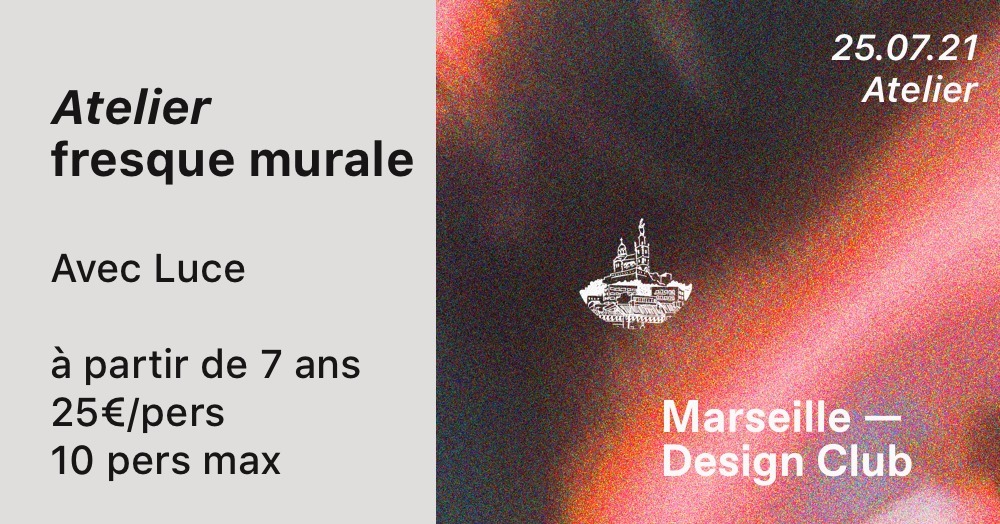 Atelier
fresque murale
Avec Luce
à partir de 7 ans
25€/pers
10 pers max
25.07.21
Atelier
Marseille —
Design Club